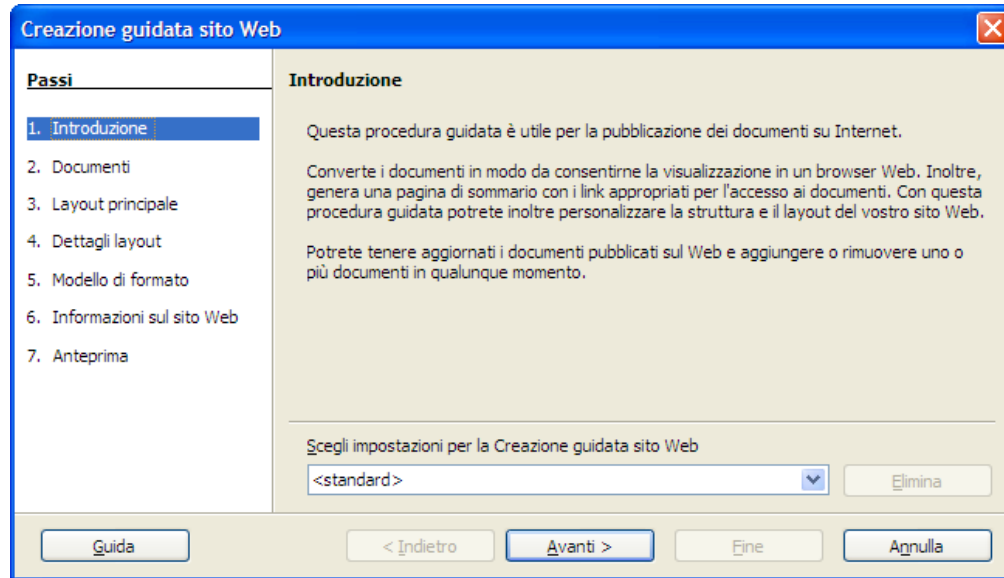 Creazione guidata sito Web
Passi
1. Introduzione
2. Documenti
3. Layout principale
4. Dettagli layout
5. Modello di formato
6. Informazioni sul sito Web
7. Anteprima
Introduzione
Questa procedura guidata è utile per la pubblicazione dei documenti su Internet.
Converte i documenti in modo da consentirne la visualizzazione in un browser Web. Inoltre,
genera una pagina di sommario con i link appropriati per l'accesso ai documenti. Con questa
procedura guidata potrete inoltre personalizzare la struttura e il layout del vostro sito Web.
Potrete tenere aggiornati i documenti pubblicati sul Web e aggiungere o rimuovere uno o
più documenti in qualunque momento.
Scegli impostazioni per la Creazione guidata sito Web
<standard>
Elimina
Guida
< Indietro
Avanti >
Fine
Annulla